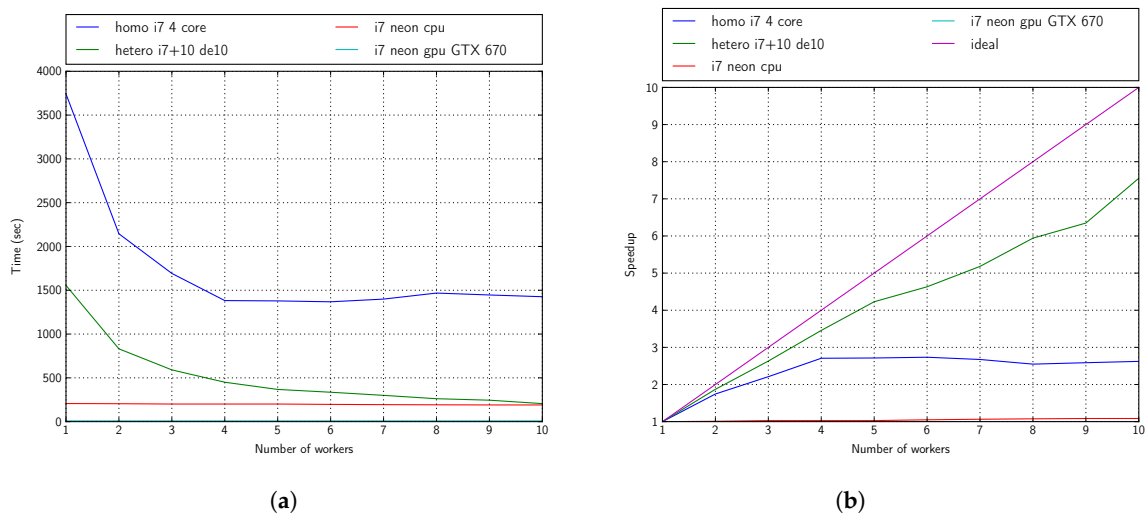 homo i7 4 core
hetero i7+10 de10
i7 neon cpu
i7 neon gpu GTX 670
4000
3500
3000
2500
2000
1500
1000
500
0
Time (sec)
1 2 3 4 5 6 7 8 9 10
Number of workers
(a)
homo i7 4 core
hetero i7+10 de10
i7 neon cpu
i7 neon gpu GTX 670
ideal
10
9
8
7
6
5
4
3
2
1
Speedup
1 2 3 4 5 6 7 8 9 10
Number of workers
(b)